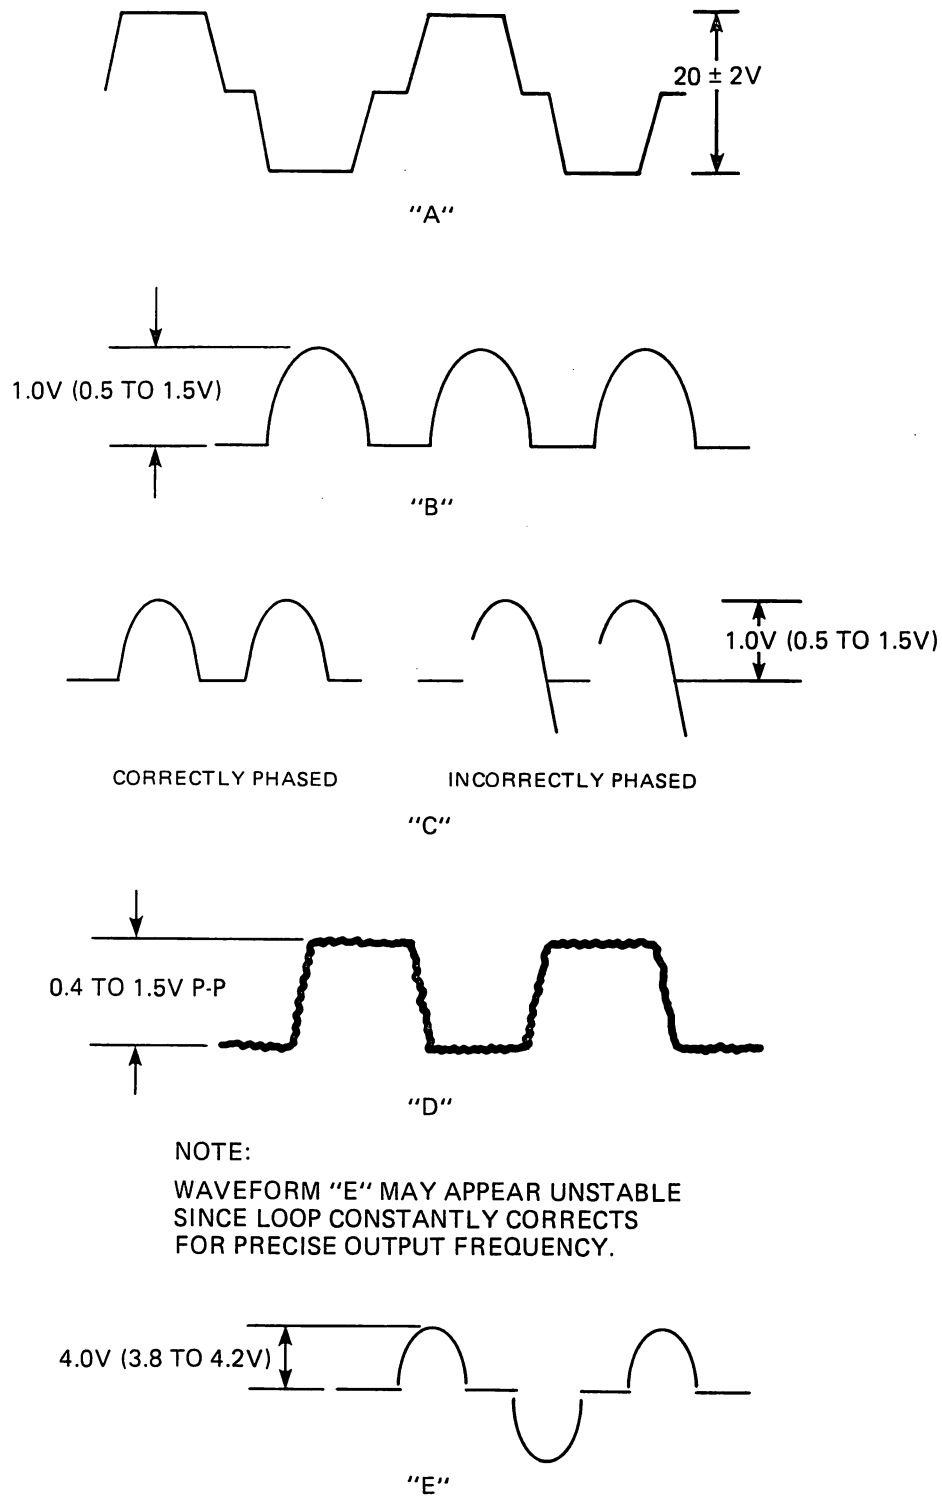 20 ± 2V
"A"
1.0V (0.5 TO 1.5V)
"B"
1.0V (0.5 TO 1.5V)
CORRECTLY PHASED
INCORRECTLY PHASED
"C"
0.4 TO 1.5V P-P
"D"
NOTE:
WAVEFORM "E" MAY APPEAR UNSTABLE
SINCE LOOP CONSTANTLY CORRECTS
FOR PRECISE OUTPUT FREQUENCY.
4.0V (3.8 TO 4.2V)
"E"